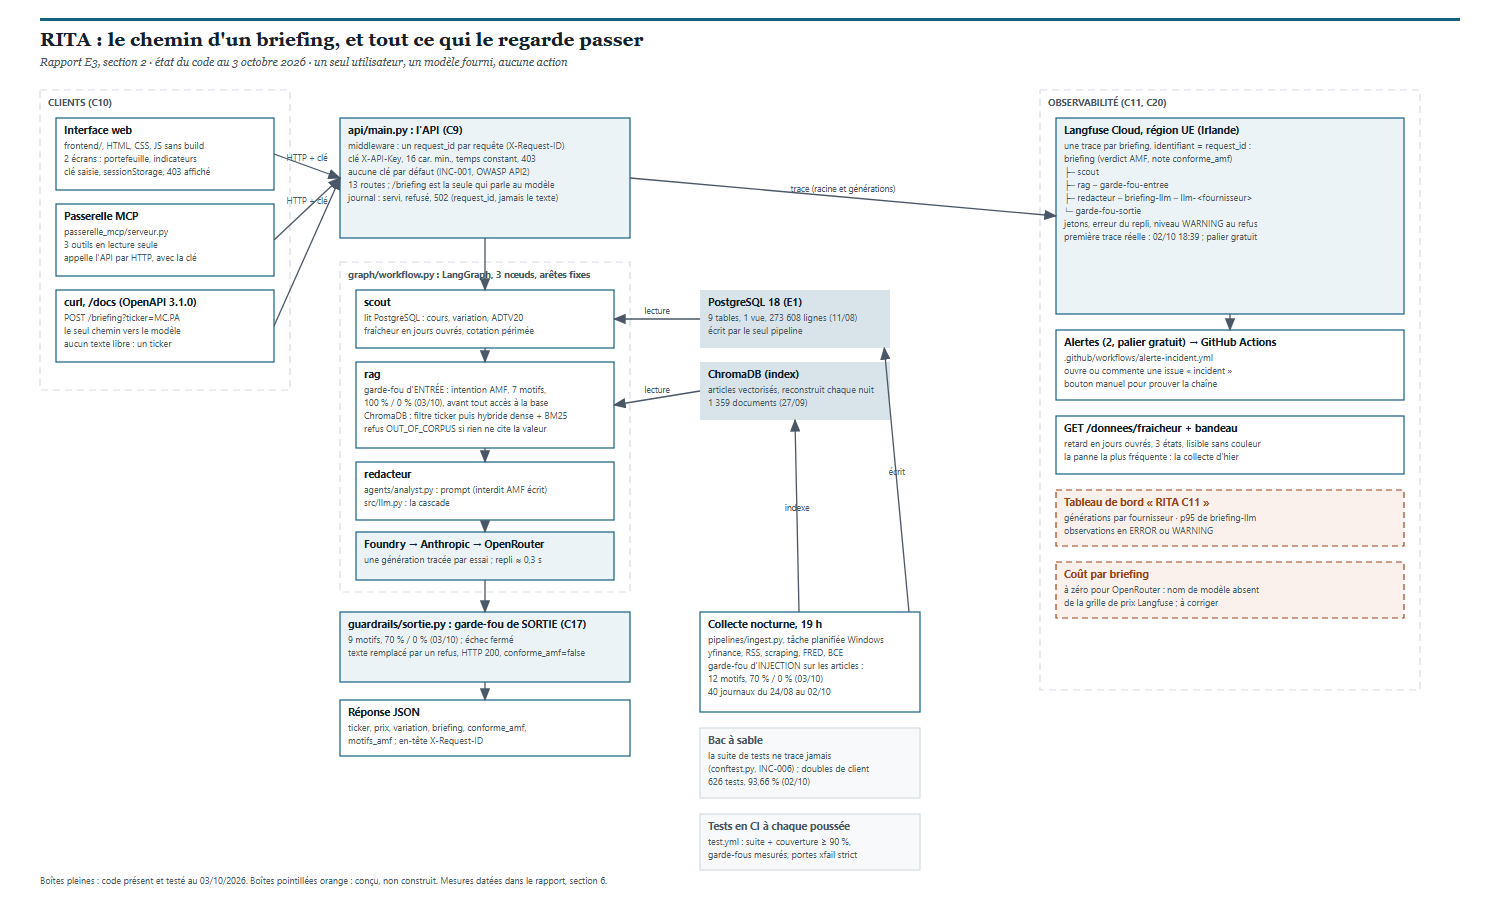 RITA : le chemin d'un briefing, et tout ce qui le regarde passer
Rapport E3, section 2 · état du code au 3 octobre 2026 · un seul utilisateur, un modèle fourni, aucune action
CLIENTS (C10)
Interface web
frontend/, HTML, CSS, JS sans build
2 écrans : portefeuille, indicateurs
clé saisie, sessionStorage, 403 affiché
Passerelle MCP
passerelle_mcp/serveur.py
3 outils en lecture seule
appelle l'API par HTTP, avec la clé
curl, /docs (OpenAPI 3.1.0)
POST /briefing?ticker=MC.PA
le seul chemin vers le modèle
aucun texte libre : un ticker
HTTP + clé
HTTP + clé
api/main.py : l'API (C9)
middleware : un request_id par requête (X-Request-ID)
clé X-API-Key, 16 car. min., temps constant, 403
aucune clé par défaut (INC-001, OWASP API2)
13 routes ; /briefing est la seule qui parle au modèle
journal : servi, refusé, 502 (request_id, jamais le texte)
trace (racine et générations)
graph/workflow.py : LangGraph, 3 nœuds, arêtes fixes
scout
lit PostgreSQL : cours, variation, ADTV20
fraîcheur en jours ouvrés, cotation périmée
rag
garde-fou d'ENTRÉE : intention AMF, 7 motifs,
100 % / 0 % (03/10), avant tout accès à la base
ChromaDB : filtre ticker puis hybride dense + BM25
refus OUT_OF_CORPUS si rien ne cite la valeur
redacteur
agents/analyst.py : prompt (interdit AMF écrit)
src/llm.py : la cascade
Foundry → Anthropic → OpenRouter
une génération tracée par essai ; repli ≈ 0,3 s
guardrails/sortie.py : garde-fou de SORTIE (C17)
9 motifs, 70 % / 0 % (03/10) ; échec fermé
texte remplacé par un refus, HTTP 200, conforme_amf=false
Réponse JSON
ticker, prix, variation, briefing, conforme_amf,
motifs_amf ; en-tête X-Request-ID
lecture
lecture
PostgreSQL 18 (E1)
9 tables, 1 vue, 273 608 lignes (11/08)
écrit par le seul pipeline
ChromaDB (index)
articles vectorisés, reconstruit chaque nuit
1 359 documents (27/09)
écrit
indexe
Collecte nocturne, 19 h
pipelines/ingest.py, tâche planifiée Windows
yfinance, RSS, scraping, FRED, BCE
garde-fou d'INJECTION sur les articles :
12 motifs, 70 % / 0 % (03/10)
40 journaux du 24/08 au 02/10
Bac à sable
la suite de tests ne trace jamais
(conftest.py, INC-006) ; doubles de client
626 tests, 93,66 % (02/10)
Tests en CI à chaque poussée
test.yml : suite + couverture ≥ 90 %,
garde-fous mesurés, portes xfail strict
OBSERVABILITÉ (C11, C20)
Langfuse Cloud, région UE (Irlande)
une trace par briefing, identifiant = request_id :
briefing (verdict AMF, note conforme_amf)
├─ scout
├─ rag – garde-fou-entree
├─ redacteur – briefing-llm – llm-<fournisseur>
└─ garde-fou-sortie
jetons, erreur du repli, niveau WARNING au refus
première trace réelle : 02/10 18:39 ; palier gratuit
Alertes (2, palier gratuit) → GitHub Actions
.github/workflows/alerte-incident.yml
ouvre ou commente une issue « incident »
bouton manuel pour prouver la chaîne
GET /donnees/fraicheur + bandeau
retard en jours ouvrés, 3 états, lisible sans couleur
la panne la plus fréquente : la collecte d'hier
Tableau de bord « RITA C11 »
générations par fournisseur · p95 de briefing-llm
observations en ERROR ou WARNING
Coût par briefing
à zéro pour OpenRouter : nom de modèle absent
de la grille de prix Langfuse ; à corriger
Boîtes pleines : code présent et testé au 03/10/2026. Boîtes pointillées orange : conçu, non construit. Mesures datées dans le rapport, section 6.